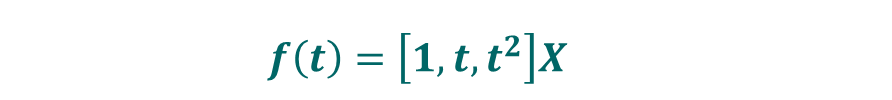 f(t) = [1, t, t²]X